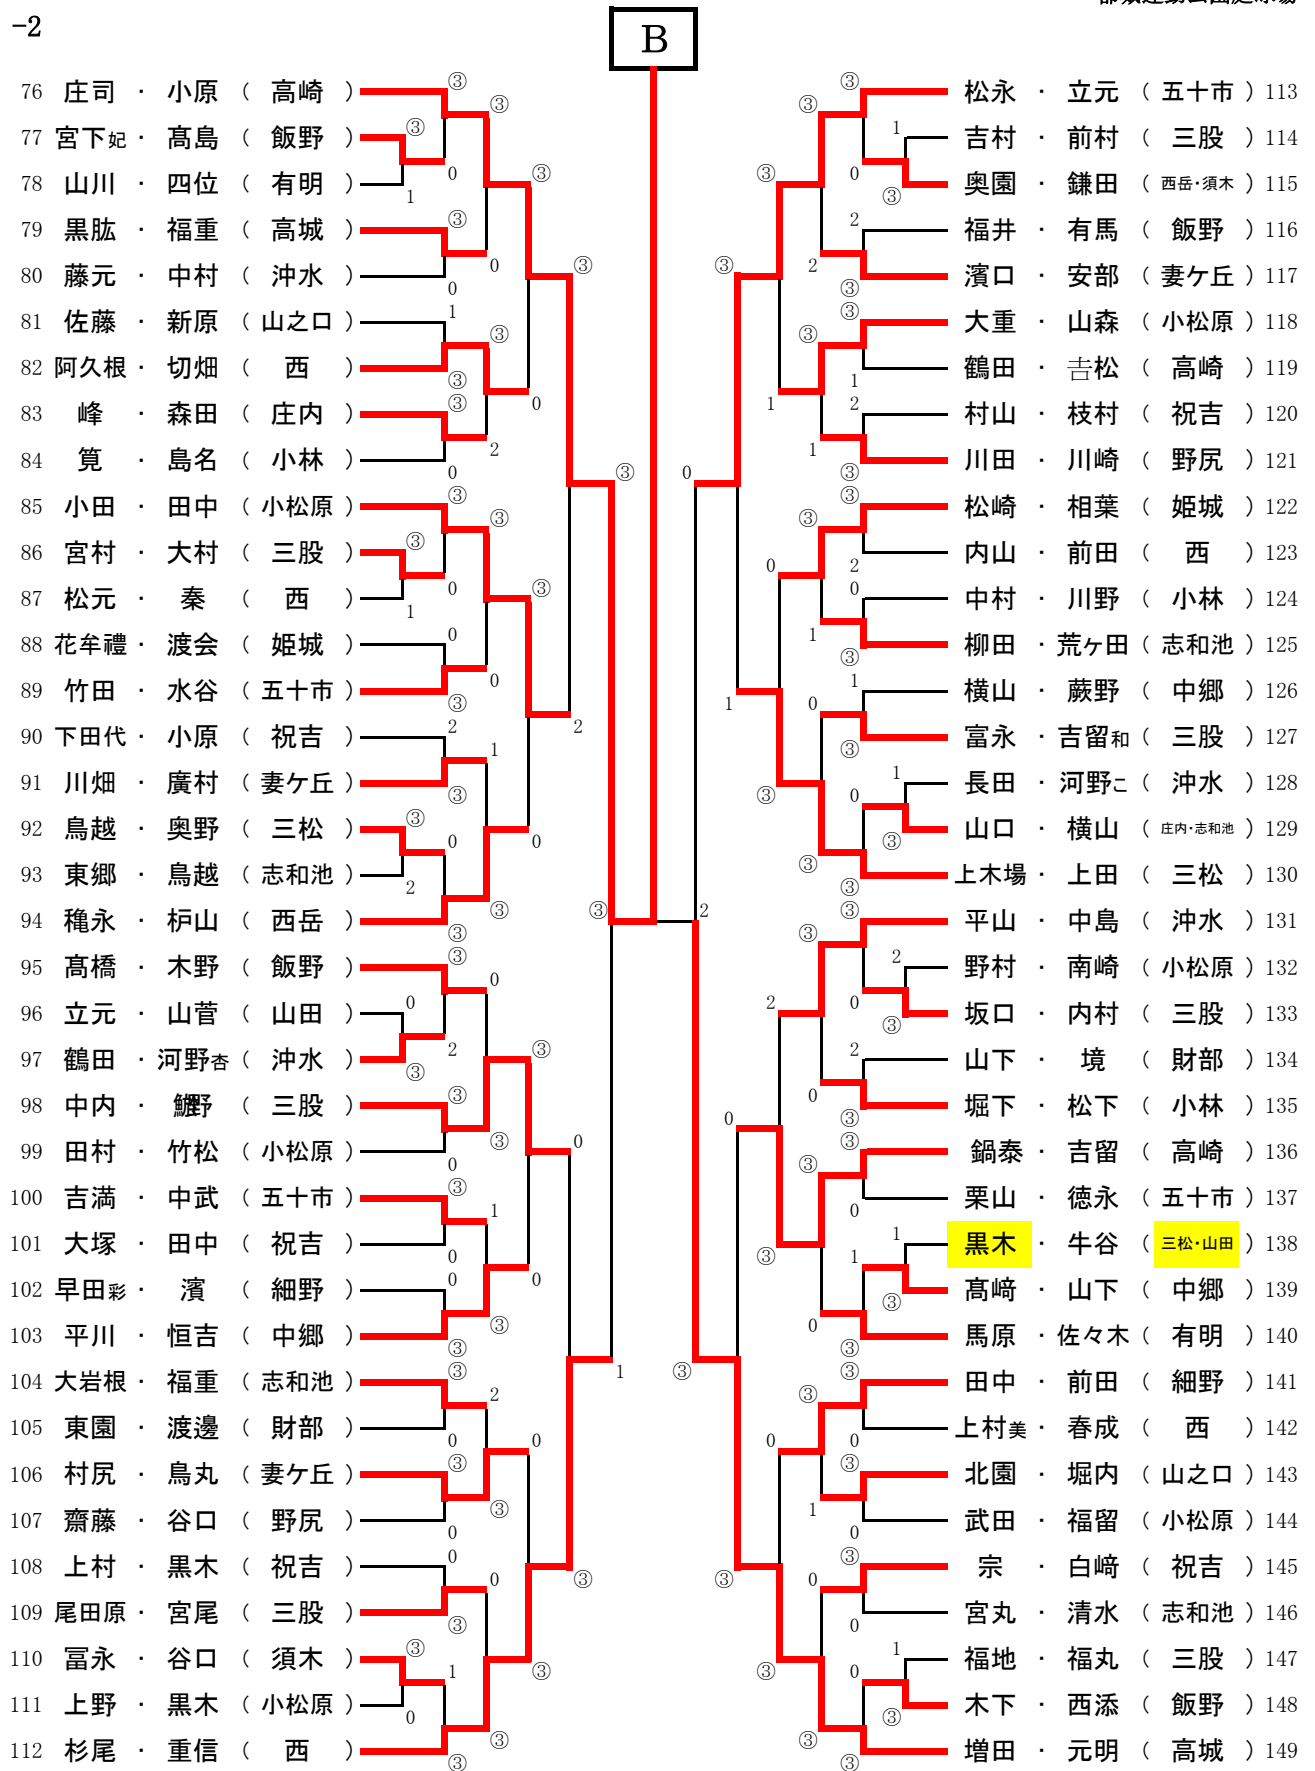 -2
B
76 庄司 ・ 小原 ( 高崎 )
77 宮下妃 ・ 髙島 ( 飯野 )
78 山川 ・ 四位 ( 有明 )
79 黒肱 ・ 福重 ( 高城 )
80 藤元 ・ 中村 ( 沖水 )
81 佐藤 ・ 新原 ( 山之口 )
82 阿久根 ・ 切畑 ( 西 )
83 峰 ・ 森田 ( 庄内 )
84 筧 ・ 島名 ( 小林 )
85 小田 ・ 田中 ( 小松原 )
86 宮村 ・ 大村 ( 三股 )
87 松元 ・ 秦 ( 西 )
88 花牟禮 ・ 渡会 ( 姫城 )
89 竹田 ・ 水谷 ( 五十市 )
90 下田代 ・ 小原 ( 祝吉 )
91 川畑 ・ 廣村 ( 妻ケ丘 )
92 鳥越 ・ 奥野 ( 三松 )
93 東郷 ・ 鳥越 ( 志和池 )
94 穐永 ・ 枦山 ( 西岳 )
95 髙橋 ・ 木野 ( 飯野 )
96 立元 ・ 山菅 ( 山田 )
97 鶴田 ・ 河野杏 ( 沖水 )
98 中内 ・ 野 ( 三股 )
99 田村 ・ 竹松 ( 小松原 )
100 吉満 ・ 中武 ( 五十市 )
101 大塚 ・ 田中 ( 祝吉 )
102 早田彩 ・ 濱 ( 細野 )
103 平川 ・ 恒吉 ( 中郷 )
104 大岩根 ・ 福重 ( 志和池 )
105 東園 ・ 渡邊 ( 財部 )
106 村尻 ・ 鳥丸 ( 妻ケ丘 )
107 齋藤 ・ 谷口 ( 野尻 )
108 上村 ・ 黒木 ( 祝吉 )
109 尾田原 ・ 宮尾 ( 三股 )
110 冨永 ・ 谷口 ( 須木 )
111 上野 ・ 黒木 ( 小松原 )
112 杉尾 ・ 重信 ( 西 )
松永 ・ 立元 ( 五十市 ) 113
吉村 ・ 前村 ( 三股 ) 114
奥園 ・ 鎌田 ( 西岳・須木 ) 115
福井 ・ 有馬 ( 飯野 ) 116
濱口 ・ 安部 ( 妻ケ丘 ) 117
大重 ・ 山森 ( 小松原 ) 118
鶴田 ・ 𠮷松 ( 高崎 ) 119
村山 ・ 枝村 ( 祝吉 ) 120
川田 ・ 川崎 ( 野尻 ) 121
松崎 ・ 相葉 ( 姫城 ) 122
内山 ・ 前田 ( 西 ) 123
中村 ・ 川野 ( 小林 ) 124
柳田 ・ 荒ヶ田 ( 志和池 ) 125
横山 ・ 蕨野 ( 中郷 ) 126
富永 ・ 吉留和 ( 三股 ) 127
長田 ・ 河野こ ( 沖水 ) 128
山口 ・ 横山 ( 庄内・志和池 ) 129
上木場 ・ 上田 ( 三松 ) 130
平山 ・ 中島 ( 沖水 ) 131
野村 ・ 南崎 ( 小松原 ) 132
坂口 ・ 内村 ( 三股 ) 133
山下 ・ 境 ( 財部 ) 134
堀下 ・ 松下 ( 小林 ) 135
鍋泰 ・ 吉留 ( 高崎 ) 136
栗山 ・ 徳永 ( 五十市 ) 137
黒木 ・ 牛谷 ( 三松・山田 ) 138
髙﨑 ・ 山下 ( 中郷 ) 139
馬原 ・ 佐々木 ( 有明 ) 140
田中 ・ 前田 ( 細野 ) 141
上村美 ・ 春成 ( 西 ) 142
北園 ・ 堀内 ( 山之口 ) 143
武田 ・ 福留 ( 小松原 ) 144
宗 ・ 白﨑 ( 祝吉 ) 145
宮丸 ・ 清水 ( 志和池 ) 146
福地 ・ 福丸 ( 三股 ) 147
木下 ・ 西添 ( 飯野 ) 148
増田 ・ 元明 ( 高城 ) 149